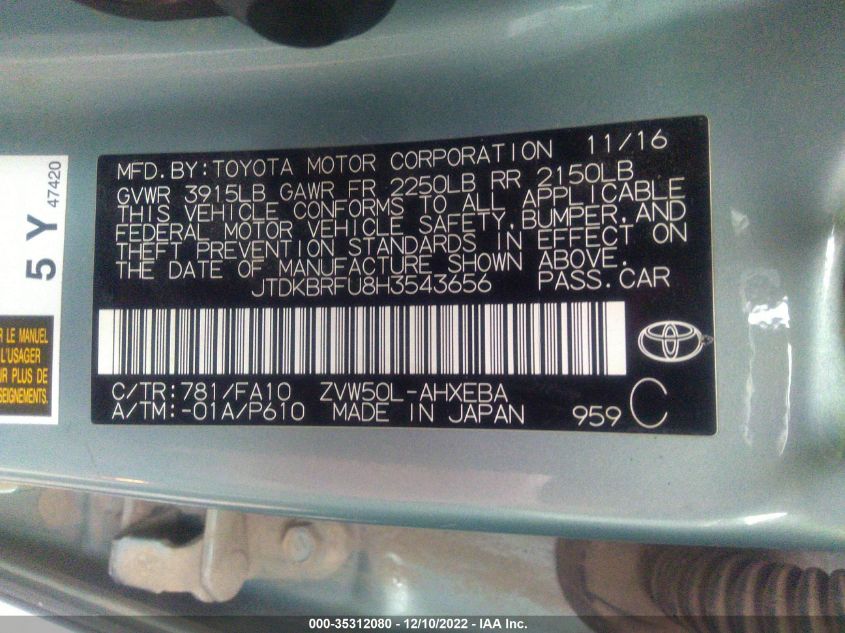 MFD. BY: TOYOTA MOTOR CORPORATION 11/16
GVWR 3915LB GAWR FR 2250LB RR 2150LB
THIS VEHICLE CONFORMS TO ALL APPLICABLE
FEDERAL MOTOR VEHICLE SAFETY, BUMPER, AND
THEFT PREVENTION STANDARDS IN EFFECT ON
THE DATE OF MANUFACTURE SHOWN ABOVE.
JTDKBRFU8H3543656 PASS. CAR
C/TR: 781/FA10 ZVW50L-AHXEBA
A/TM: -01A/P610 MADE IN JAPAN 959 C
5 Y
47420
R LE MANUEL
L'USAGER
UR PLUS DE
SEIGNEMENTS.
000-35312080 - 12/10/2022 - IAA Inc.